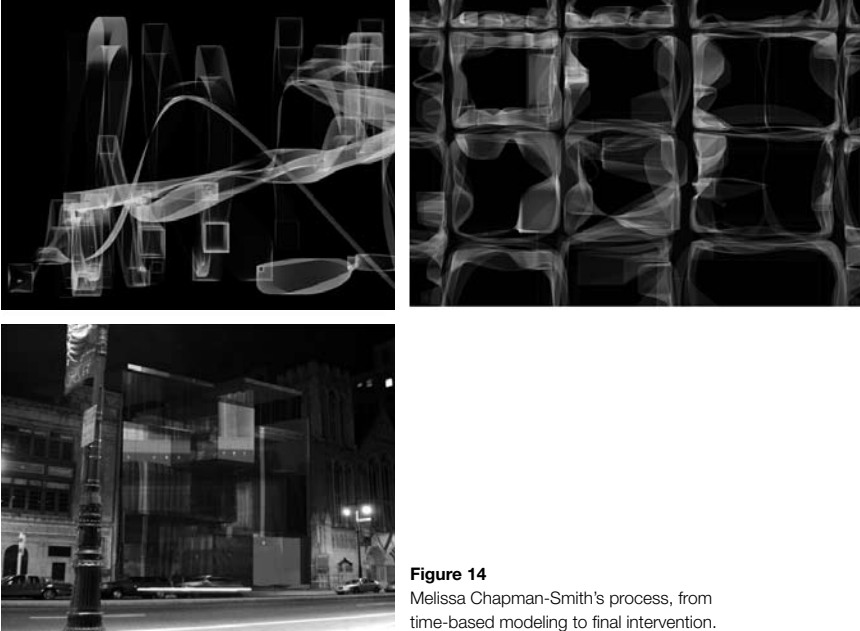 Figure 14
Melissa Chapman-Smith’s process, from
time-based modeling to final intervention.